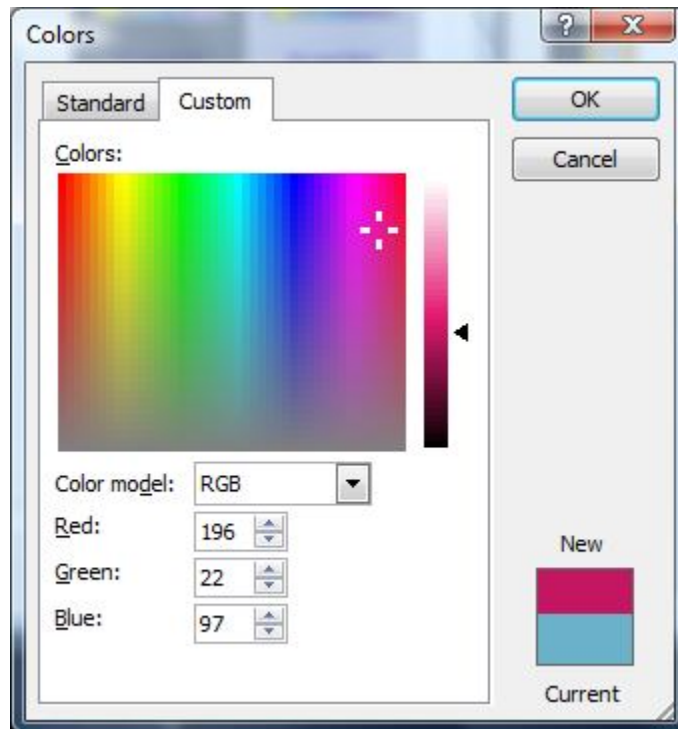 Colors
Standard Custom OK
Colors: Cancel
Color model: RGB
Red: 196
Green: 22
Blue: 97
New
Current